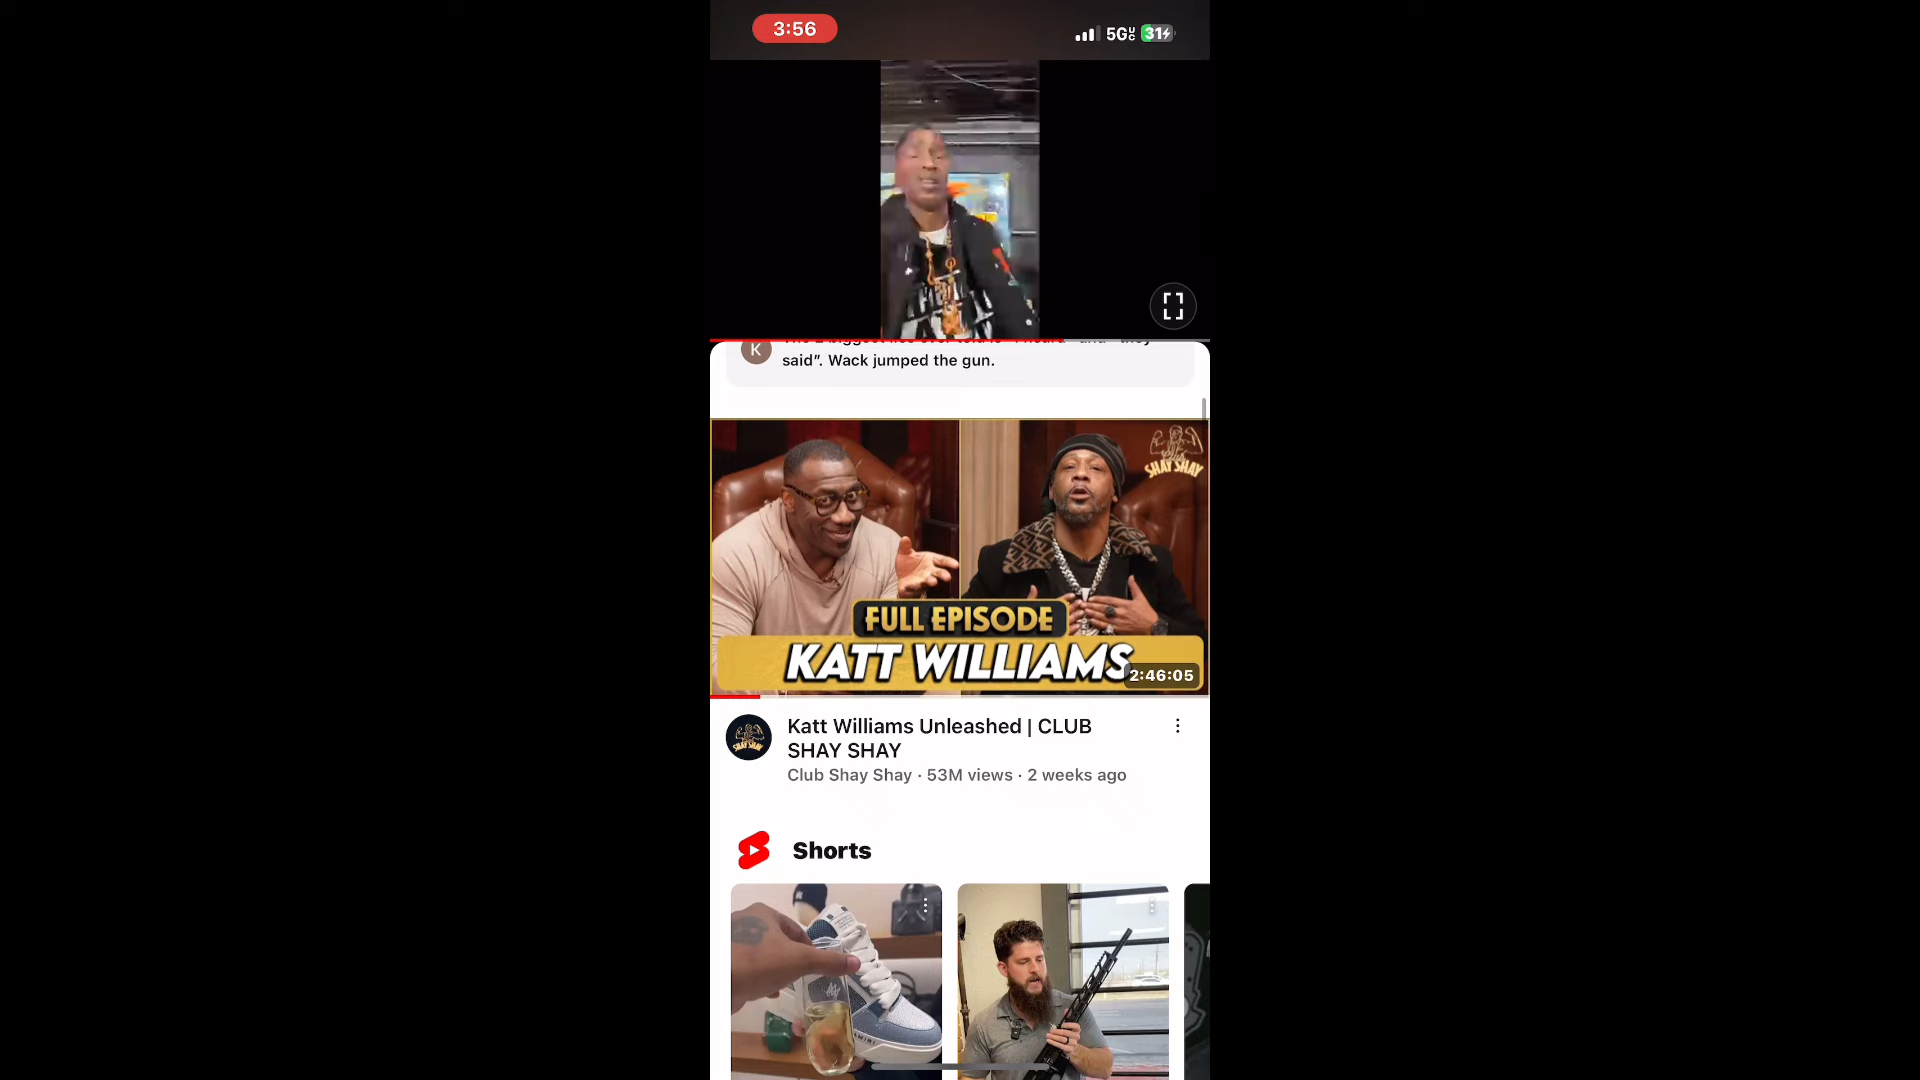 3:56
5G
31
K
said”. Wack jumped the gun.
SHAY SHAY
FULL EPISODE
KATT WILLIAMS
2:46:05
Katt Williams Unleashed | CLUB
SHAY SHAY
Club Shay Shay · 53M views · 2 weeks ago
Shorts